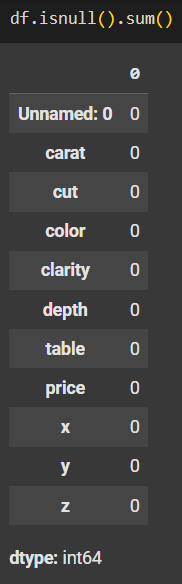 df.isnull().sum()
0
Unnamed: 0 0
carat 0
cut 0
color 0
clarity 0
depth 0
table 0
price 0
x 0
y 0
z 0
dtype: int64